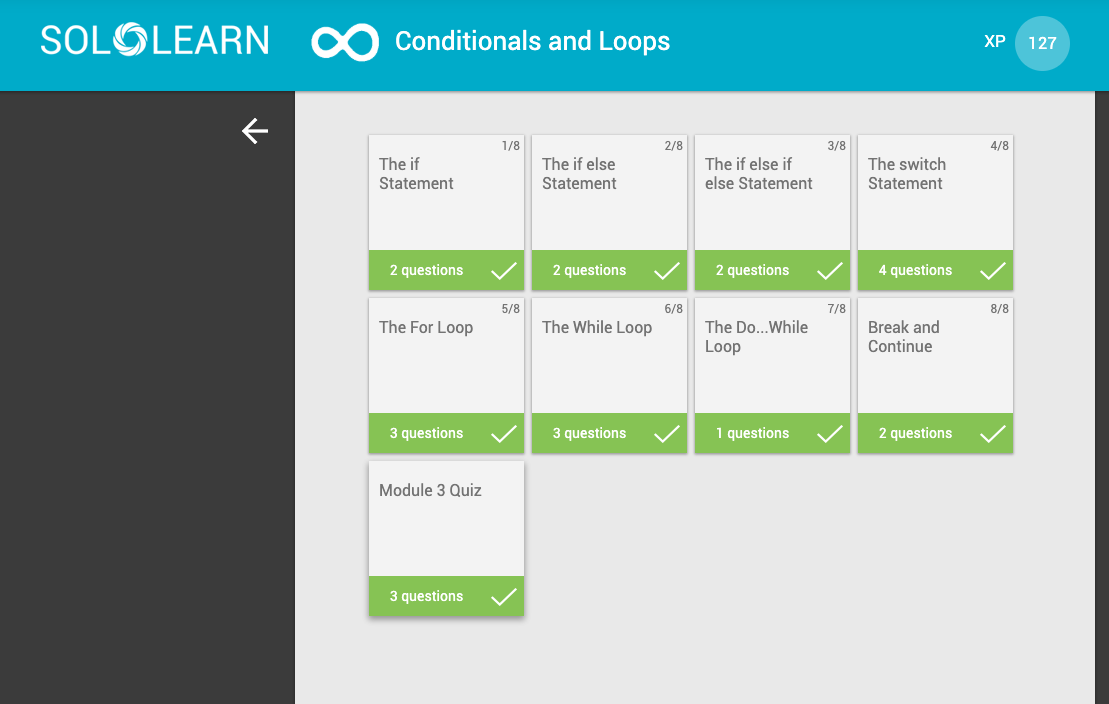 SOLOLEARN
Conditionals and Loops
XP 127
1/8
The if
Statement
2 questions
2/8
The if else
Statement
2 questions
3/8
The if else if
else Statement
2 questions
4/8
The switch
Statement
4 questions
5/8
The For Loop
3 questions
6/8
The While Loop
3 questions
7/8
The Do...While
Loop
1 questions
8/8
Break and
Continue
2 questions
Module 3 Quiz
3 questions